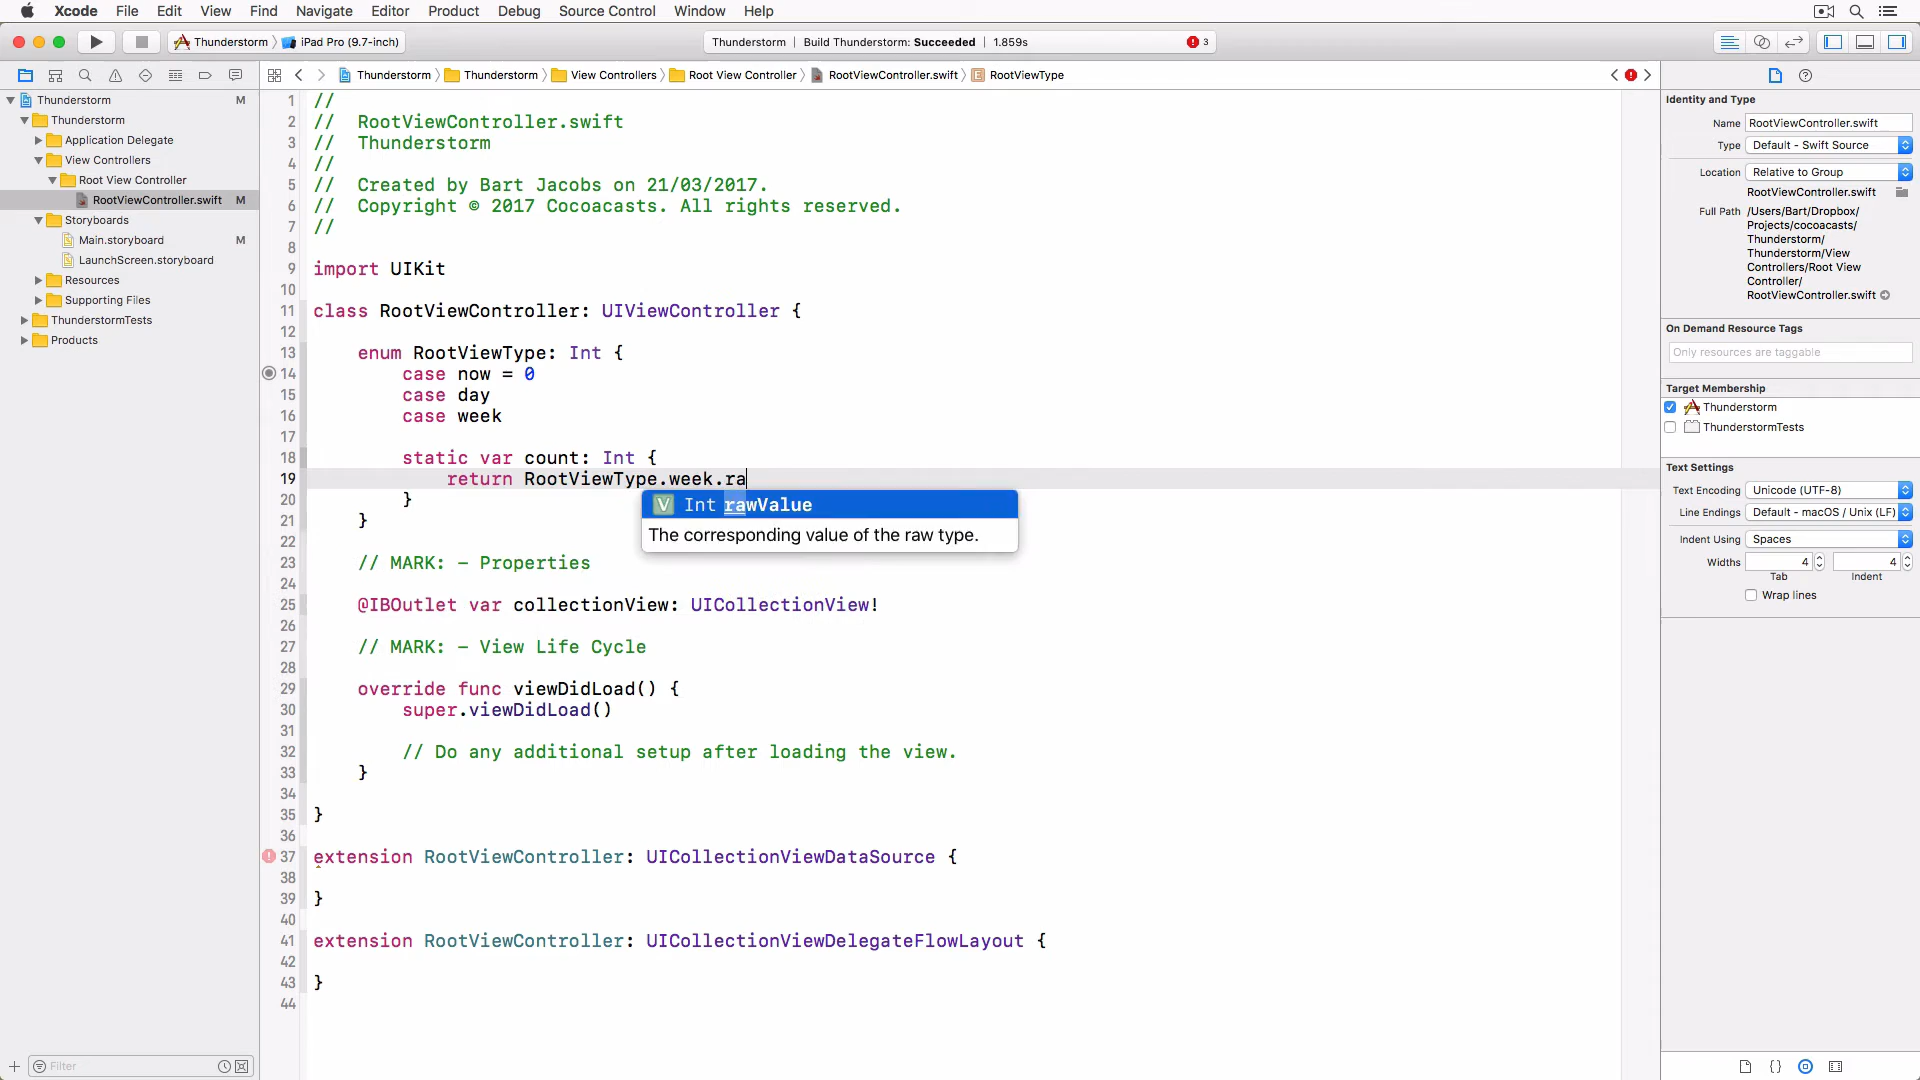 Xcode File Edit View Find Navigate Editor Product Debug Source Control Window Help
Thunderstorm iPad Pro (9.7-inch)
Thunderstorm | Build Thunderstorm: Succeeded | 1.859s
3
Thunderstorm Thunderstorm View Controllers Root View Controller RootViewController.swift RootViewType
Thunderstorm M
Thunderstorm
Application Delegate
View Controllers
Root View Controller
RootViewController.swift M
Storyboards
Main.storyboard M
LaunchScreen.storyboard
Resources
Supporting Files
ThunderstormTests
Products
Filter
1 //
2 // RootViewController.swift
3 // Thunderstorm
4 //
5 // Created by Bart Jacobs on 21/03/2017.
6 // Copyright © 2017 Cocoacasts. All rights reserved.
7 //
8
9 import UIKit
10
11 class RootViewController: UIViewController {
12
13 enum RootViewType: Int {
14 case now = 0
15 case day
16 case week
17
18 static var count: Int {
19 return RootViewType.week.ra
20 }
V Int rawValue
The corresponding value of the raw type.
21 }
22
23 // MARK: - Properties
24
25 @IBOutlet var collectionView: UICollectionView!
26
27 // MARK: - View Life Cycle
28
29 override func viewDidLoad() {
30 super.viewDidLoad()
31
32 // Do any additional setup after loading the view.
33 }
34
35 }
36
37 extension RootViewController: UICollectionViewDataSource {
38
39 }
40
41 extension RootViewController: UICollectionViewDelegateFlowLayout {
42
43 }
44
Identity and Type
Name RootViewController.swift
Type Default - Swift Source
Location Relative to Group
RootViewController.swift
Full Path /Users/Bart/Dropbox/
Projects/cocoacasts/
Thunderstorm/
Thunderstorm/View
Controllers/Root View
Controller/
RootViewController.swift
On Demand Resource Tags
Only resources are taggable
Target Membership
Thunderstorm
ThunderstormTests
Text Settings
Text Encoding Unicode (UTF-8)
Line Endings Default - macOS / Unix (LF)
Indent Using Spaces
Widths 4 4
Tab Indent
Wrap lines